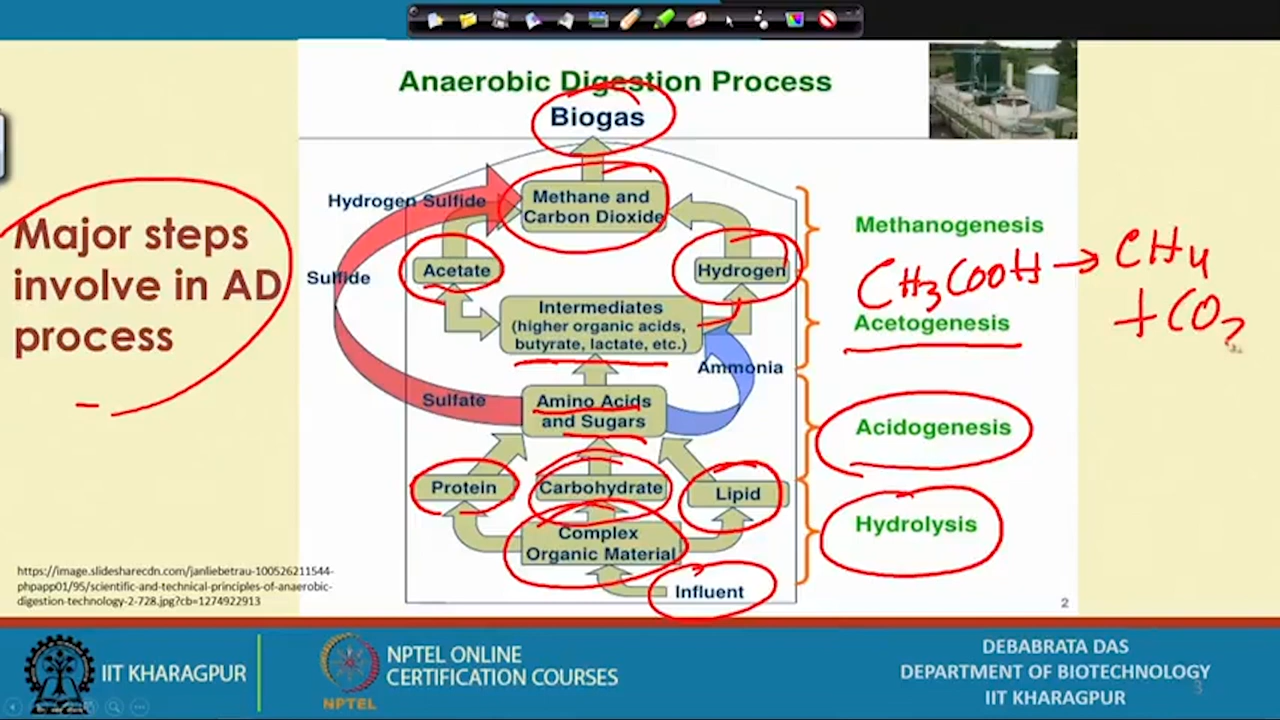 Anaerobic Digestion Process
Biogas
Major steps
involve in AD
process
Hydrogen Sulfide
Methane and
Carbon Dioxide
Sulfide
Acetate
Hydrogen
Intermediates
(higher organic acids,
butyrate, lactate, etc.)
Ammonia
Sulfate
Amino Acids
and Sugars
Protein
Carbohydrate
Lipid
Complex
Organic Material
Influent
Methanogenesis
CH3COOH → CH4
+ CO2
Acetogenesis
Acidogenesis
Hydrolysis
https://image.slidesharecdn.com/janliebetrau-100526211544-
phpapp01/95/scientific-and-technical-principles-of-anaerobic-
digestion-technology-2-728.jpg?cb=1274922913
2
IIT KHARAGPUR
NPTEL
NPTEL ONLINE
CERTIFICATION COURSES
DEBABRATA DAS
DEPARTMENT OF BIOTECHNOLOGY
IIT KHARAGPUR
3